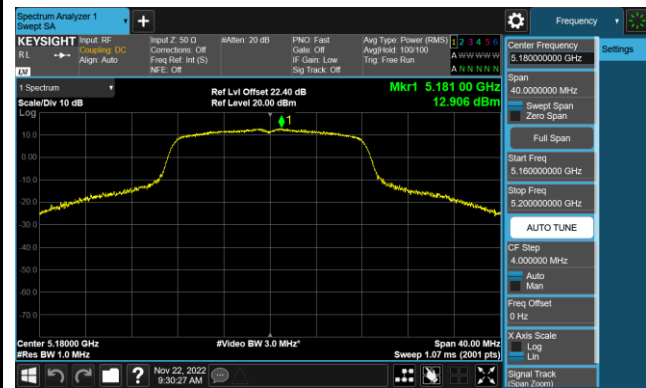 Spectrum Analyzer 1
Swept SA
Frequency
KEYSIGHT
Input: RF
Input Z: 50 Ω
#Atten: 20 dB
PNO: Fast
Avg Type: Power (RMS)
1 2 3 4 5 6
RL
Coupling: DC
Corrections: Off
Gate: Off
Avg|Hold: 100/100
A W W W W W
Align: Auto
Freq Ref: Int (S)
IF Gain: Low
Trig: Free Run
NFE: Off
Sig Track: Off
A N N N N N
LXI
1 Spectrum
Scale/Div 10 dB
Ref Lvl Offset 22.40 dB
Ref Level 20.00 dBm
Mkr1 5.181 00 GHz
12.906 dBm
Log
1
10.0
0.00
-10.0
-20.0
-30.0
-40.0
-50.0
-60.0
-70.0
Center 5.18000 GHz
#Video BW 3.0 MHz*
Span 40.00 MHz
#Res BW 1.0 MHz
Sweep 1.07 ms (2001 pts)
?
Nov 22, 2022
9:30:27 AM
Center Frequency
5.180000000 GHz
Settings
Span
40.0000000 MHz
Swept Span
Zero Span
Full Span
Start Freq
5.160000000 GHz
Stop Freq
5.200000000 GHz
AUTO TUNE
CF Step
4.000000 MHz
Auto
Man
Freq Offset
0 Hz
X Axis Scale
Log
Lin
Signal Track
(Span Zoom)